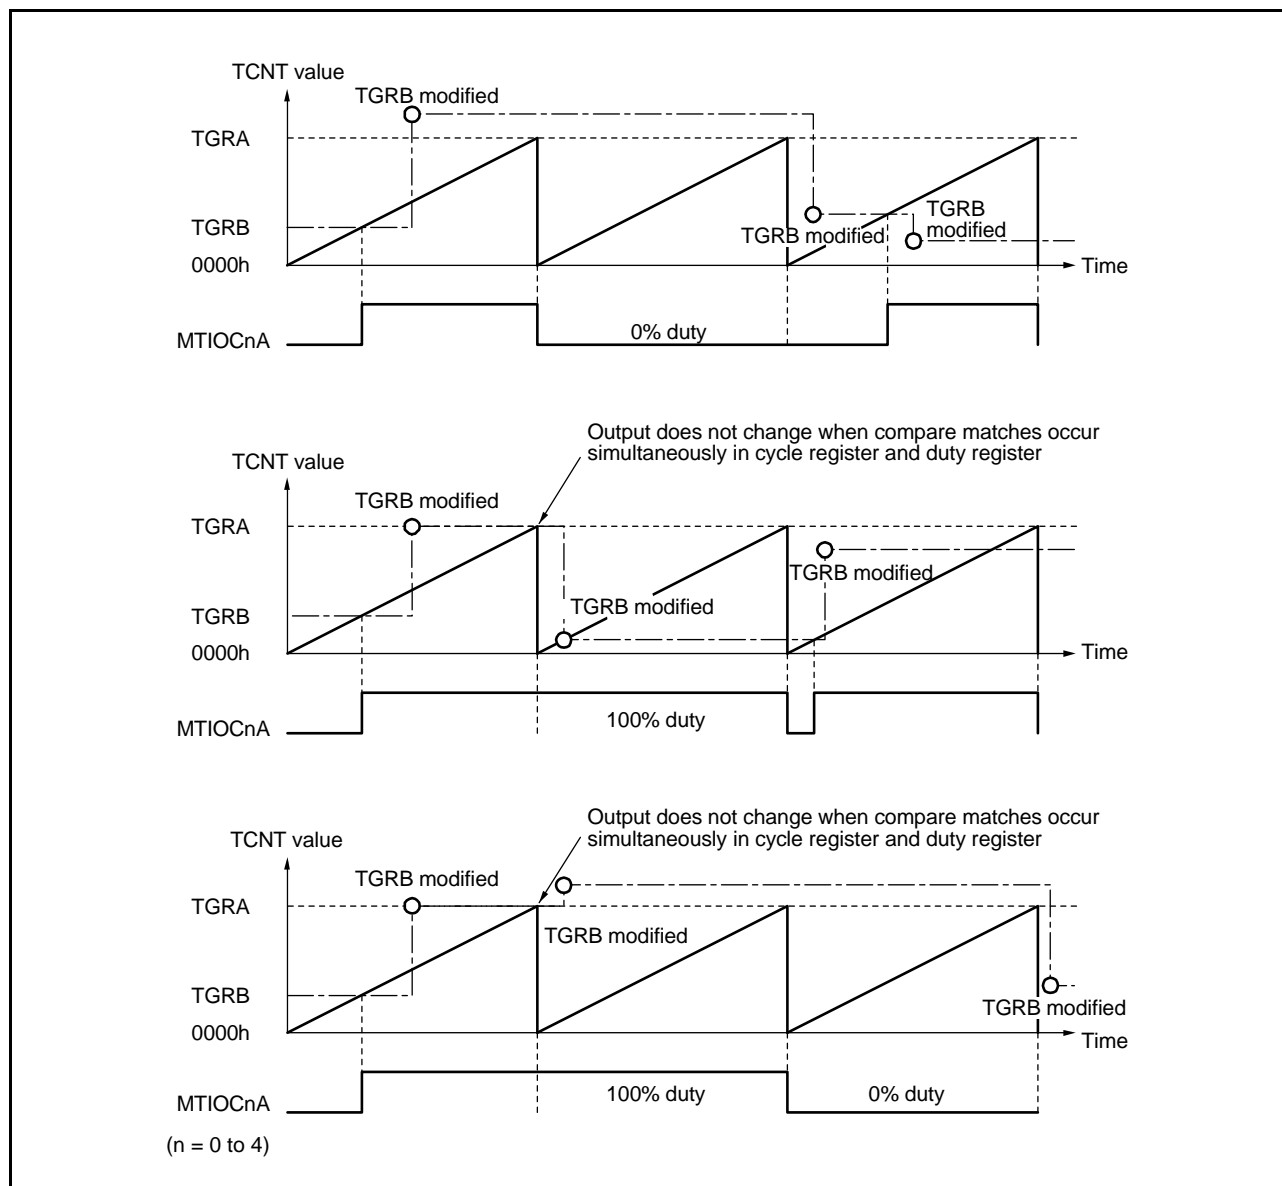 TCNT value
TGRB modified
TGRA
TGRB
TGRB modified
TGRB
modified
0000h
Time
MTIOCnA
0% duty
Output does not change when compare matches occur
simultaneously in cycle register and duty register
TCNT value
TGRB modified
TGRA
TGRB modified
TGRB modified
TGRB
0000h
Time
MTIOCnA
100% duty
Output does not change when compare matches occur
simultaneously in cycle register and duty register
TCNT value
TGRB modified
TGRA
TGRB modified
TGRB
TGRB modified
0000h
Time
MTIOCnA
100% duty
0% duty
(n = 0 to 4)